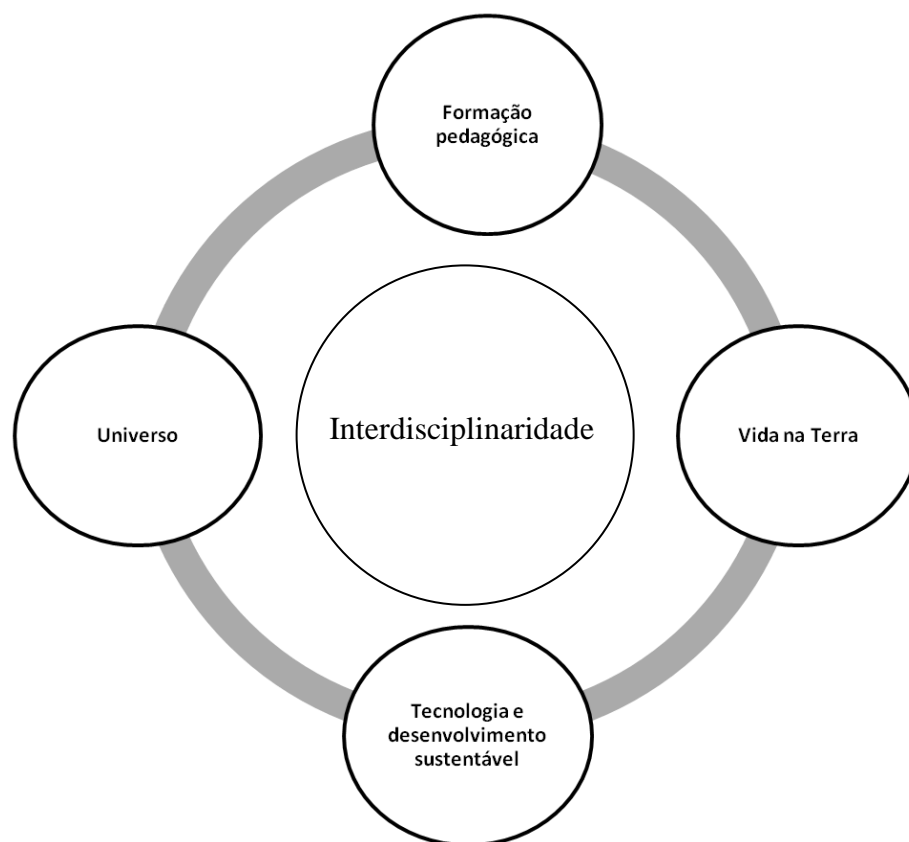 Formação
pedagógica
Universo
Interdisciplinaridade
Vida na Terra
Tecnologia e
desenvolvimento
sustentável